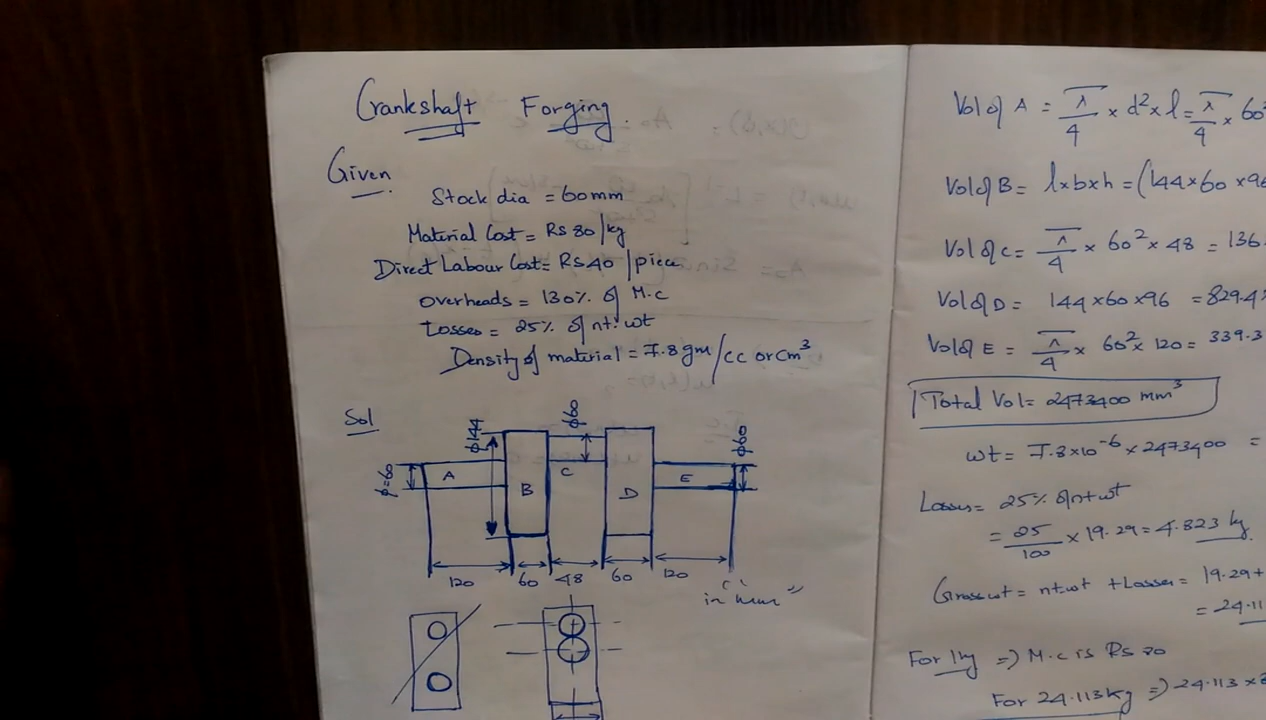 Crankshaft Forging.
Given
Stock dia = 60mm
Material Cost = Rs 80/kg
Direct Labour Cost = Rs 40/piece
Overheads = 130% of M.C
Losses = 25% of nt.wt
Density of material = 7.8 gm/cc or cm³
Sol
φ=60
φ144
φ60
φ60
A
B
C
D
E
120
60
48
60
120
"in mm"
Vol of A = π/4 × d² × l = π/4 × 60²
Vol of B = l×b×h = (144×60×96
Vol of C = π/4 × 60² × 48 = 136.
Vol of D = 144×60×96 = 829.4
Vol of E = π/4 × 60² × 120 = 339.3
Total Vol = 2473400 mm³
wt = 7.8×10⁻⁶ × 2473400 =
Losses = 25% of nt wt
= 25/100 × 19.29 = 4.823 kg.
Gross wt = nt.wt + Losses = 19.29 +
= 24.11
For 1kg => M.C is Rs 80
For 24.113kg => 24.113 × 8